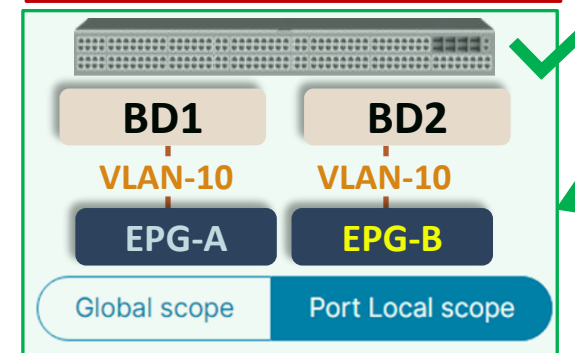 BD1 BD2
VLAN-10 VLAN-10
EPG-A EPG-B
Global scope Port Local scope